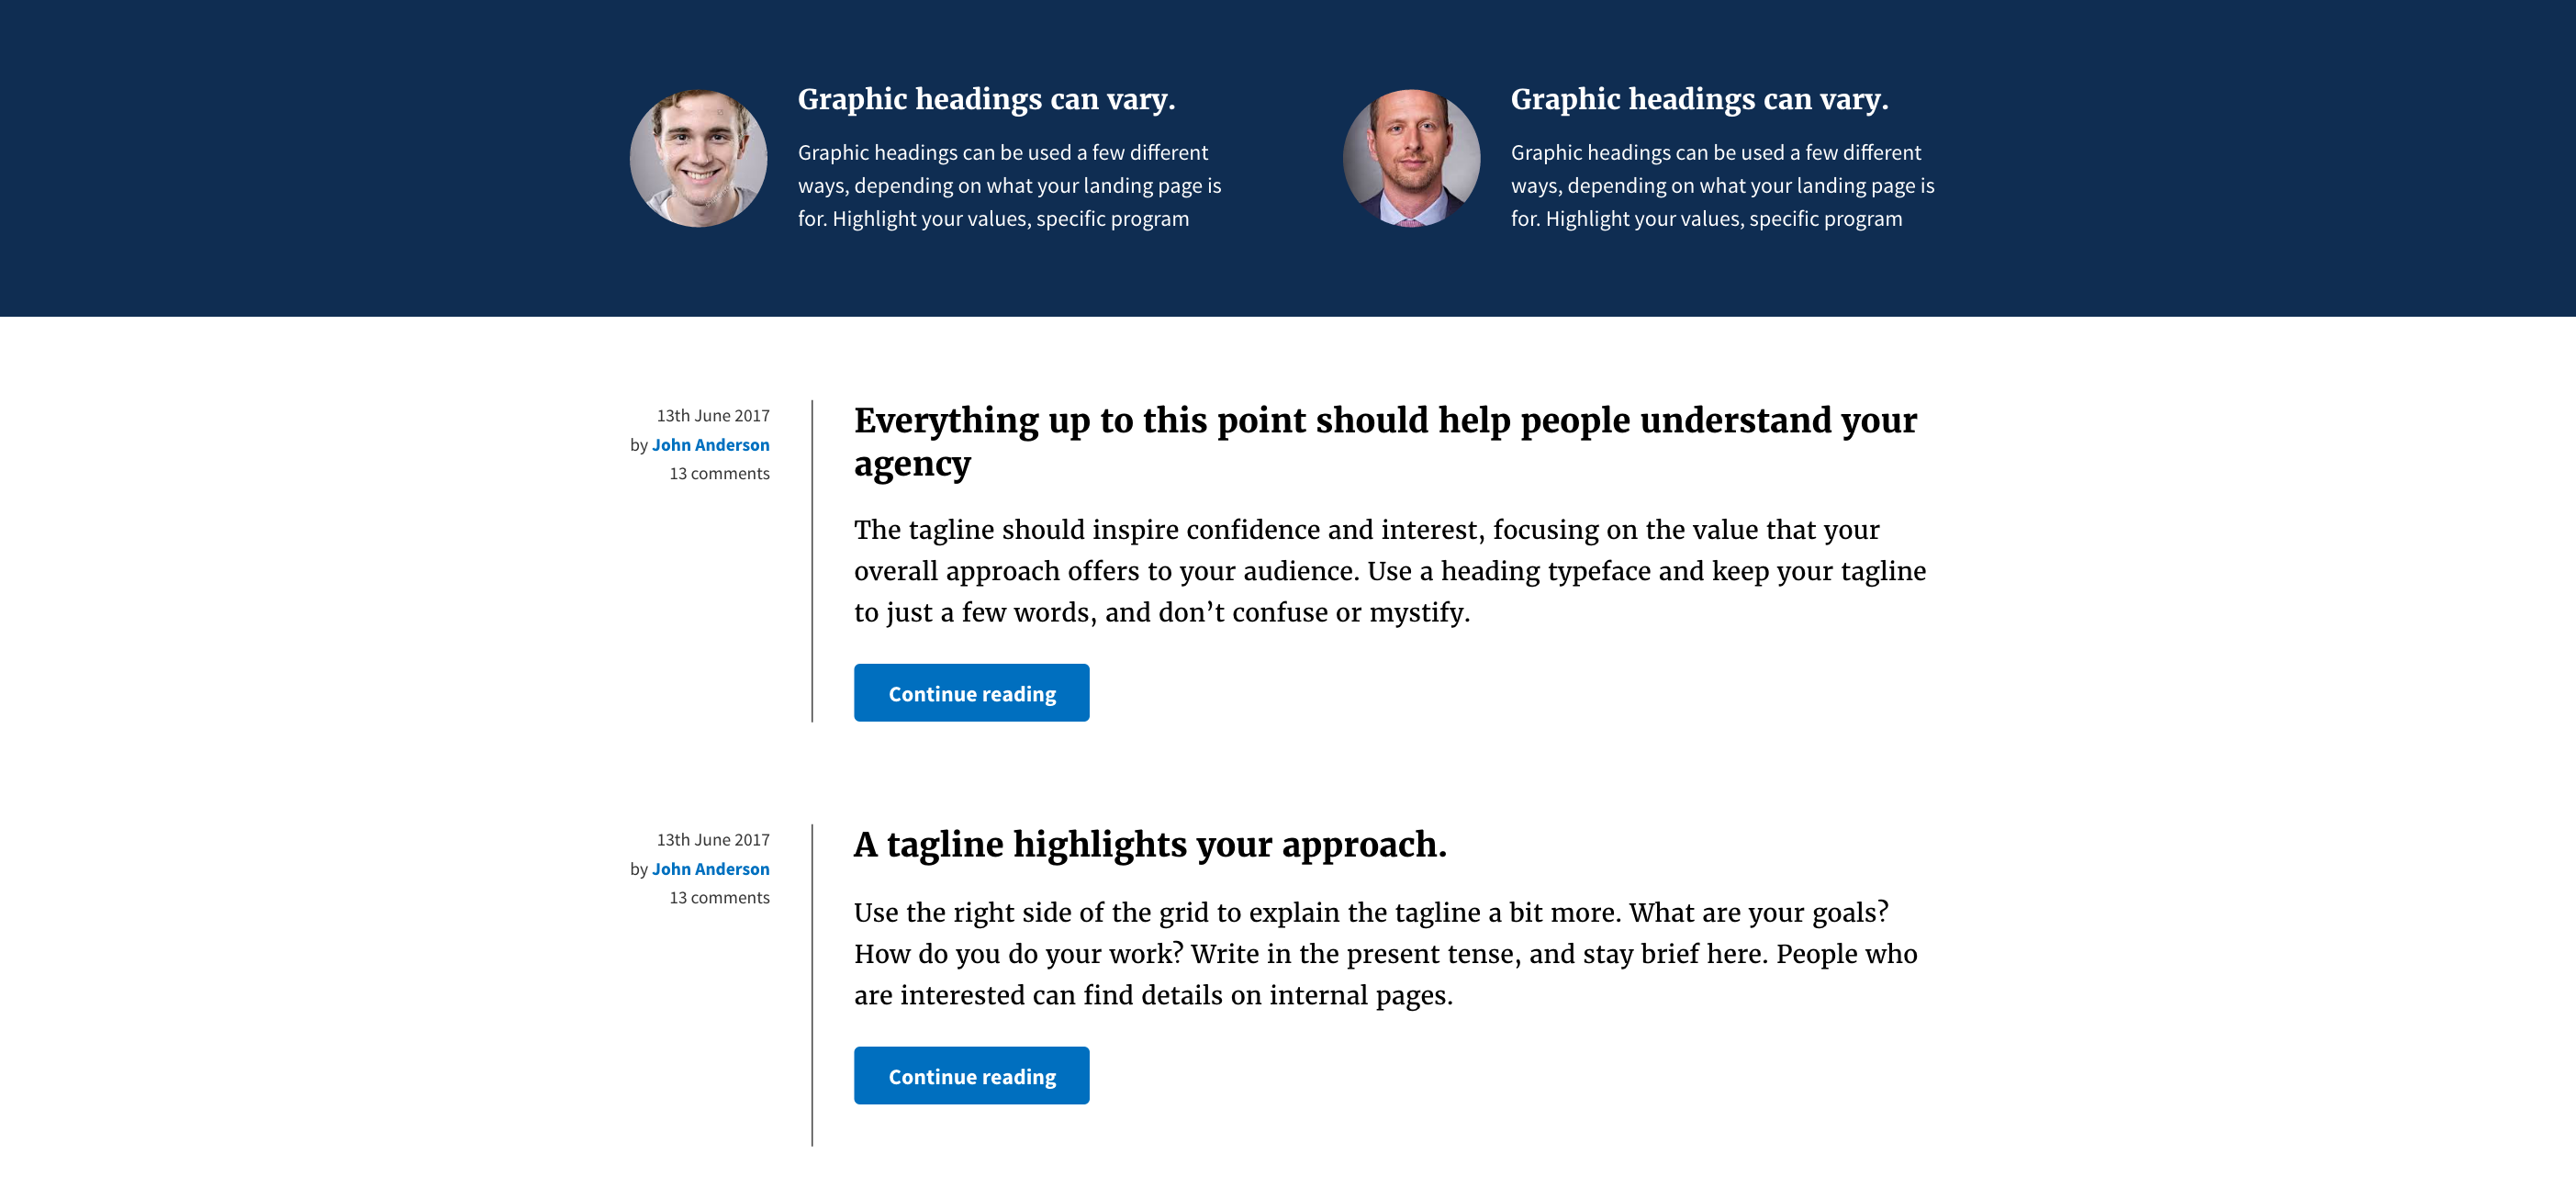 Graphic headings can vary.
Graphic headings can be used a few different
ways, depending on what your landing page is
for. Highlight your values, specific program
Graphic headings can vary.
Graphic headings can be used a few different
ways, depending on what your landing page is
for. Highlight your values, specific program
13th June 2017
by John Anderson
13 comments
Everything up to this point should help people understand your
agency
The tagline should inspire confidence and interest, focusing on the value that your
overall approach offers to your audience. Use a heading typeface and keep your tagline
to just a few words, and don’t confuse or mystify.
Continue reading
13th June 2017
by John Anderson
13 comments
A tagline highlights your approach.
Use the right side of the grid to explain the tagline a bit more. What are your goals?
How do you do your work? Write in the present tense, and stay brief here. People who
are interested can find details on internal pages.
Continue reading